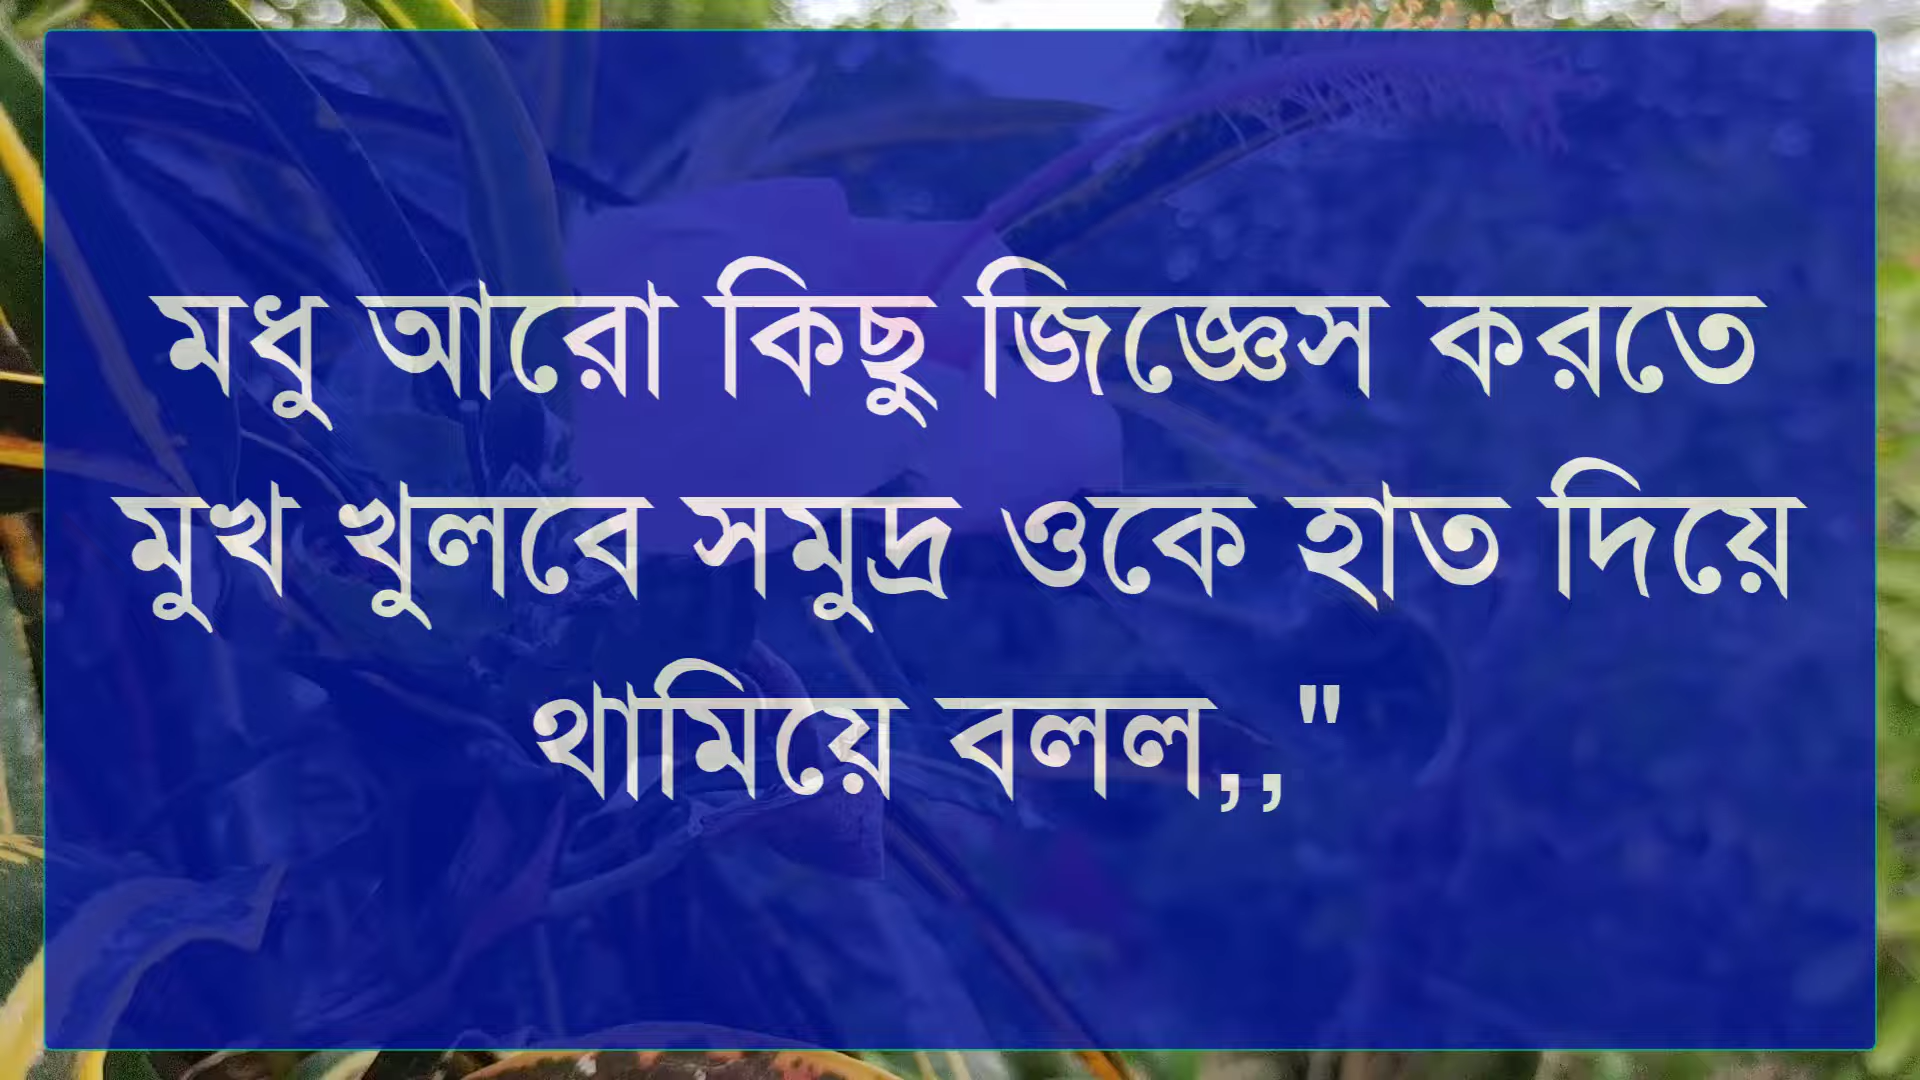 মধু আরো কিছু জিজ্ঞেস করতে
মুখ খুলবে সমুদ্র ওকে হাত দিয়ে
থামিয়ে বলল,,"